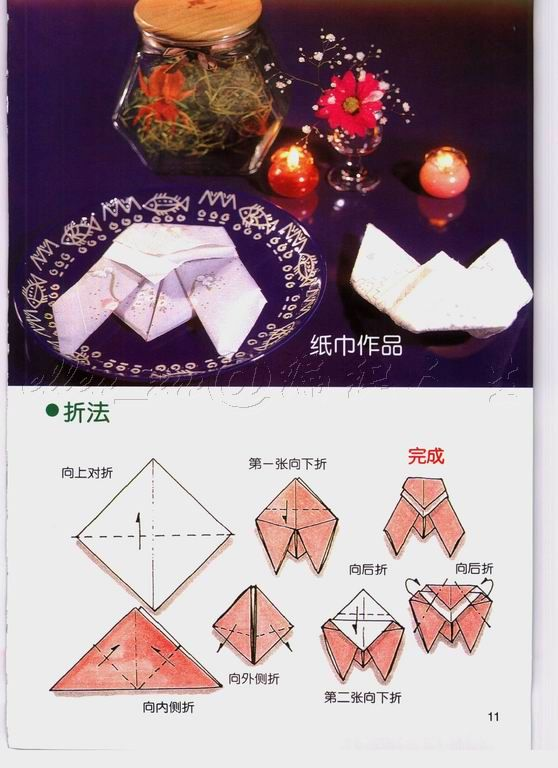 纸巾作品
折法
向上对折
第一张向下折
完成
向后折
向后折
向外侧折
向内侧折
第二张向下折
11